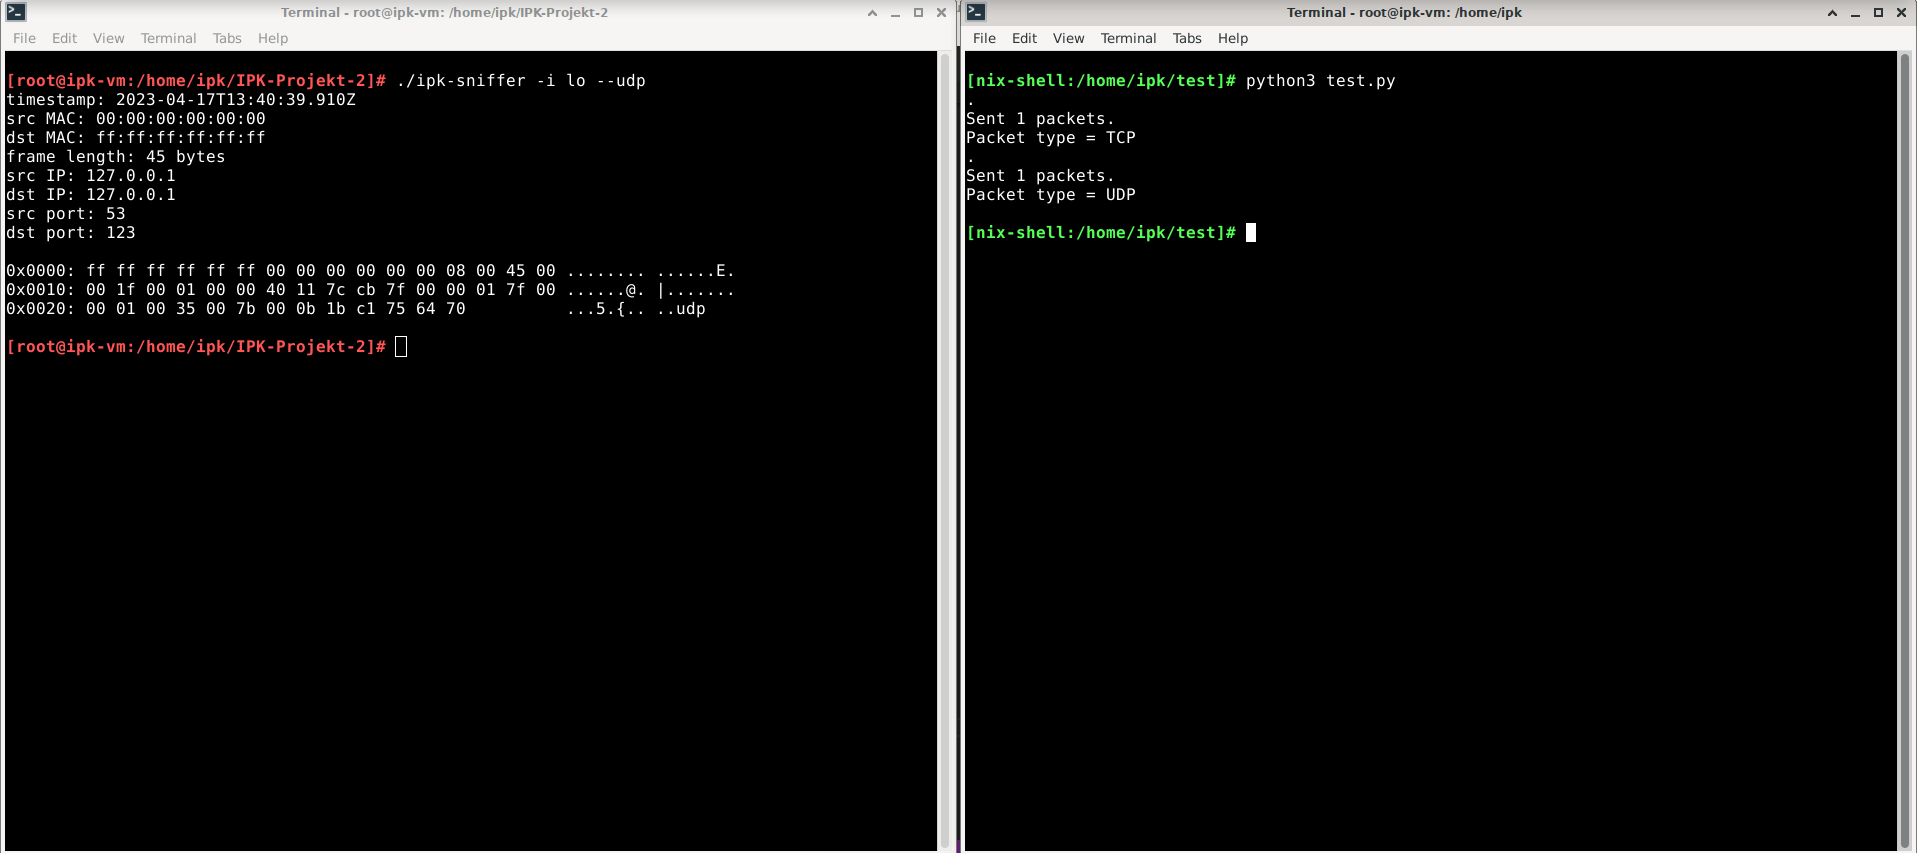 Terminal - root@ipk-vm: /home/ipk/IPK-Projekt-2
File Edit View Terminal Tabs Help
[root@ipk-vm:/home/ipk/IPK-Projekt-2]# ./ipk-sniffer -i lo --udp
timestamp: 2023-04-17T13:40:39.910Z
src MAC: 00:00:00:00:00:00
dst MAC: ff:ff:ff:ff:ff:ff
frame length: 45 bytes
src IP: 127.0.0.1
dst IP: 127.0.0.1
src port: 53
dst port: 123
0x0000: ff ff ff ff ff ff 00 00 00 00 00 00 08 00 45 00 ........ ......E.
0x0010: 00 1f 00 01 00 00 40 11 7c cb 7f 00 00 01 7f 00 ......@. |.......
0x0020: 00 01 00 35 00 7b 00 0b 1b c1 75 64 70 ...5.{.. ..udp
[root@ipk-vm:/home/ipk/IPK-Projekt-2]#
Terminal - root@ipk-vm: /home/ipk
File Edit View Terminal Tabs Help
[nix-shell:/home/ipk/test]# python3 test.py
.
Sent 1 packets.
Packet type = TCP
.
Sent 1 packets.
Packet type = UDP
[nix-shell:/home/ipk/test]#